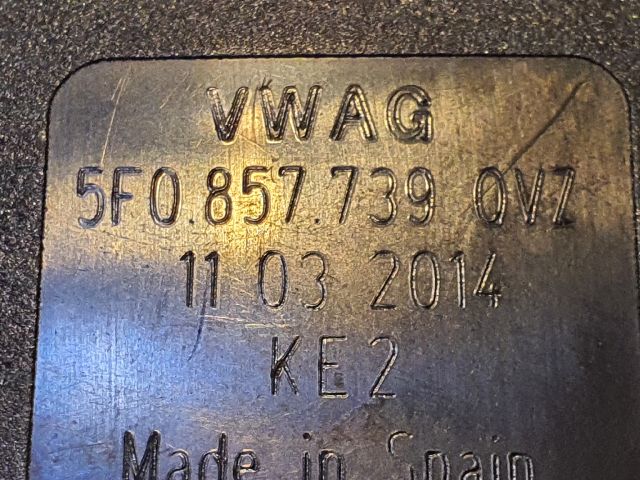 VWAG
5F0.857.739 QVZ
11 03 2014
KE2
Made in Spain